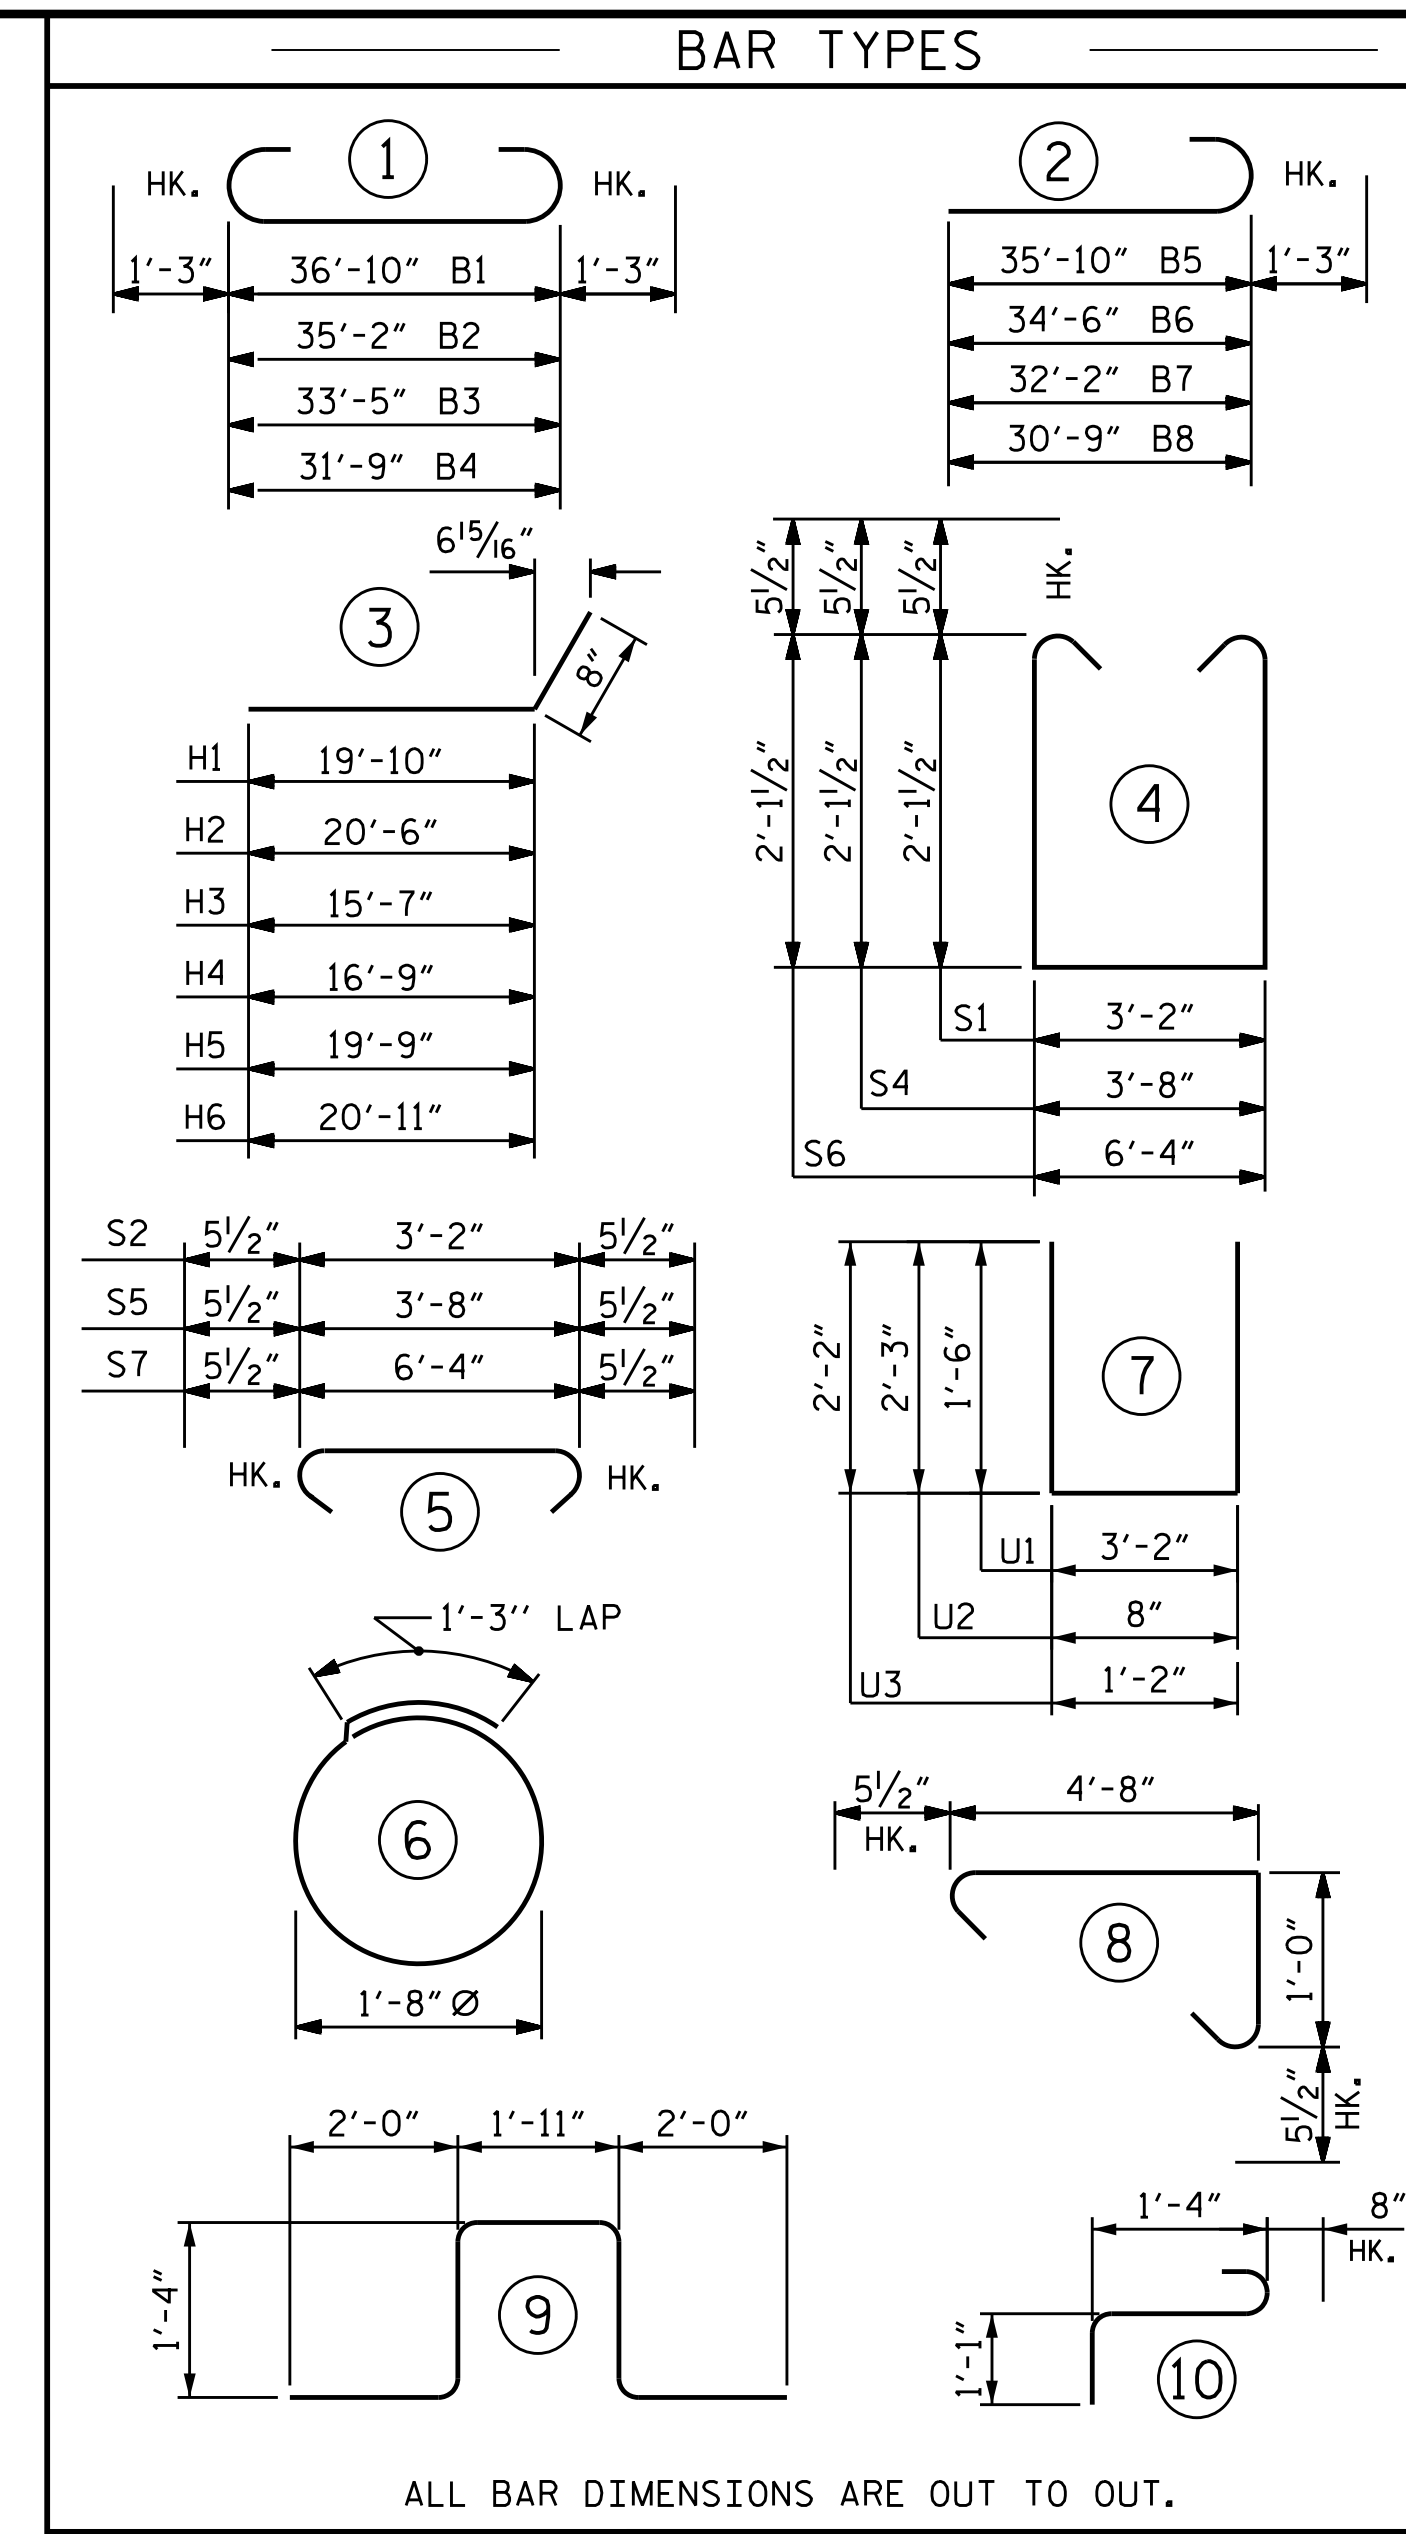 BAR TYPES
1
HK. HK.
1'-3" 36'-10" B1 1'-3"
35'-2" B2
33'-5" B3
31'-9" B4
2
HK.
35'-10" B5 1'-3"
34'-6" B6
32'-2" B7
30'-9" B8
6 15/16"
3
8"
H1 19'-10"
H2 20'-6"
H3 15'-7"
H4 16'-9"
H5 19'-9"
H6 20'-11"
5 1/2" 5 1/2" 5 1/2" HK.
2'-1 1/2" 2'-1 1/2" 2'-1 1/2"
4
S1 3'-2"
S4 3'-8"
S6 6'-4"
S2 5 1/2" 3'-2" 5 1/2"
S5 5 1/2" 3'-8" 5 1/2"
S7 5 1/2" 6'-4" 5 1/2"
HK. HK.
5
2'-2" 2'-3" 1'-6"
7
U1 3'-2"
U2 8"
U3 1'-2"
1'-3'' LAP
6
1'-8" Ø
5 1/2" 4'-8"
HK.
8
1'-0"
5 1/2" HK.
2'-0" 1'-11" 2'-0"
1'-4"
9
1'-4" 8"
HK.
1'-1"
10
ALL BAR DIMENSIONS ARE OUT TO OUT.